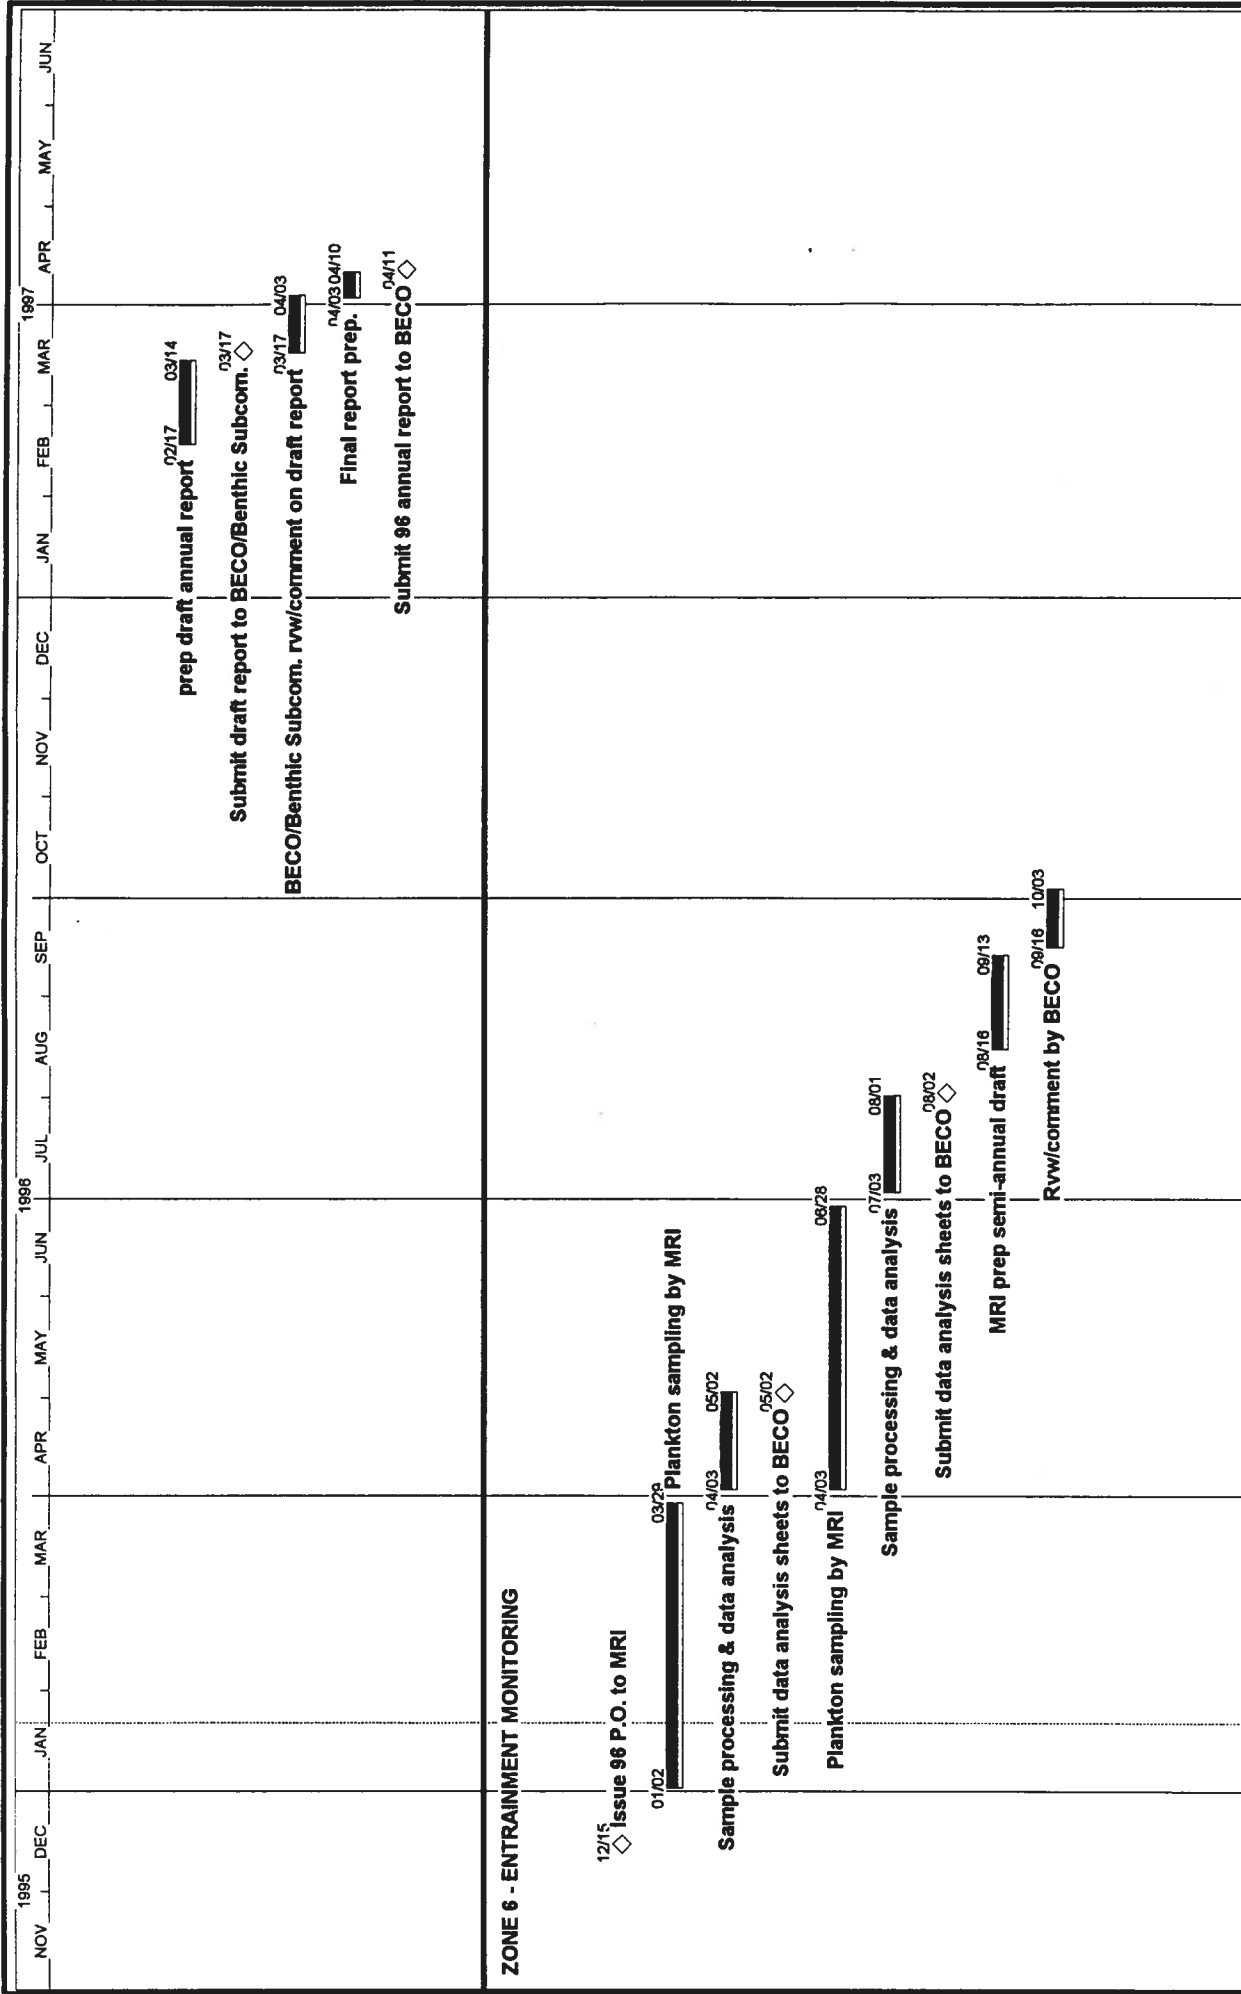 1995 1996 1997
NOV DEC JAN FEB MAR APR MAY JUN JUL AUG SEP OCT NOV DEC JAN FEB MAR APR MAY JUN
02/17 03/14
prep draft annual report
03/17
Submit draft report to BECO/Benthic Subcom.
03/17 04/03
BECO/Benthic Subcom. rvw/comment on draft report
04/03 04/10
Final report prep.
04/11
Submit 96 annual report to BECO
ZONE 6 - ENTRAINMENT MONITORING
12/15
Issue 96 P.O. to MRI
01/02 03/29
Plankton sampling by MRI
04/03 05/02
Sample processing & data analysis
05/02
Submit data analysis sheets to BECO
04/03 06/28
Plankton sampling by MRI
07/03 08/01
Sample processing & data analysis
08/02
Submit data analysis sheets to BECO
08/16 09/13
MRI prep semi-annual draft
09/16 10/03
Rvw/comment by BECO